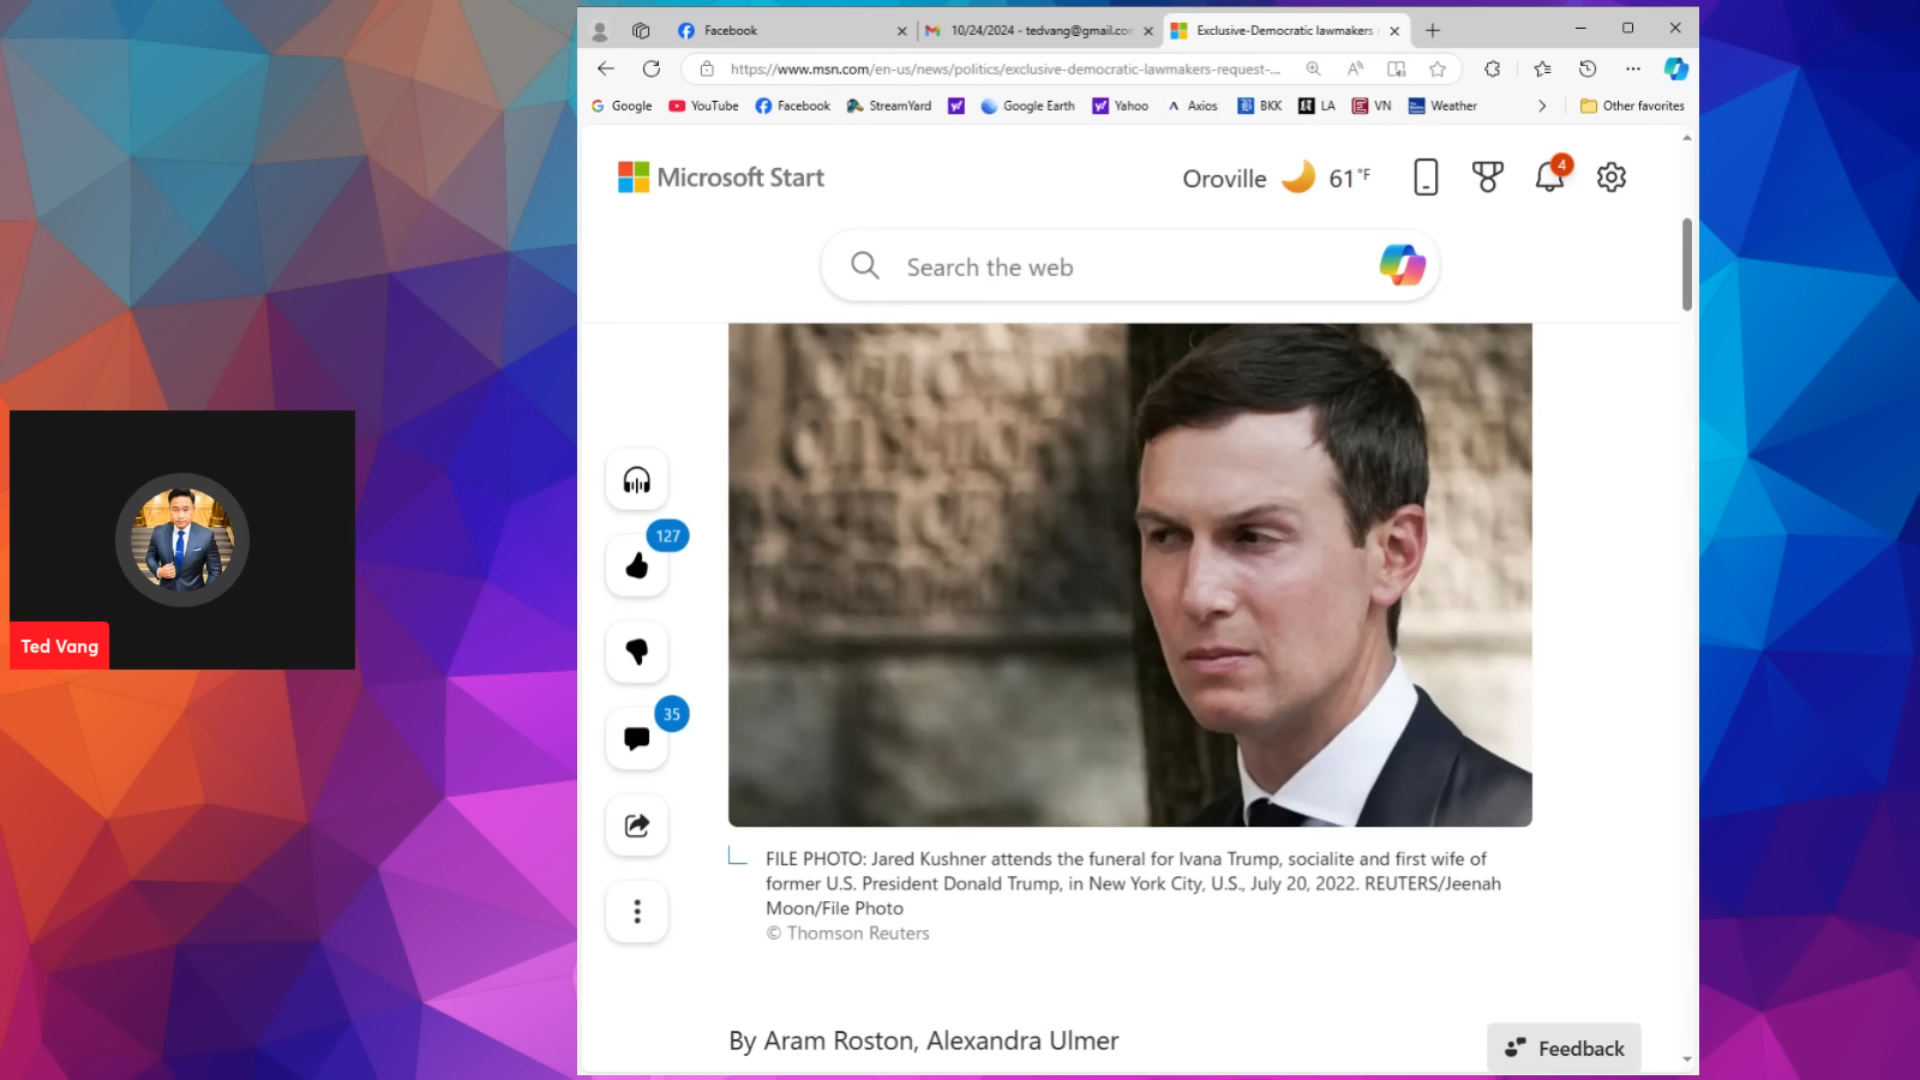 Facebook
10/24/2024 - tedvang@gmail.com
Exclusive-Democratic lawmakers
https://www.msn.com/en-us/news/politics/exclusive-democratic-lawmakers-request-...
Google YouTube Facebook StreamYard Google Earth Yahoo Axios BKK LA VN Weather Other favorites
Microsoft Start
Oroville 61°F
4
Search the web
127
35
Ted Vang
FILE PHOTO: Jared Kushner attends the funeral for Ivana Trump, socialite and first wife of
former U.S. President Donald Trump, in New York City, U.S., July 20, 2022. REUTERS/Jeenah
Moon/File Photo
© Thomson Reuters
By Aram Roston, Alexandra Ulmer
Feedback